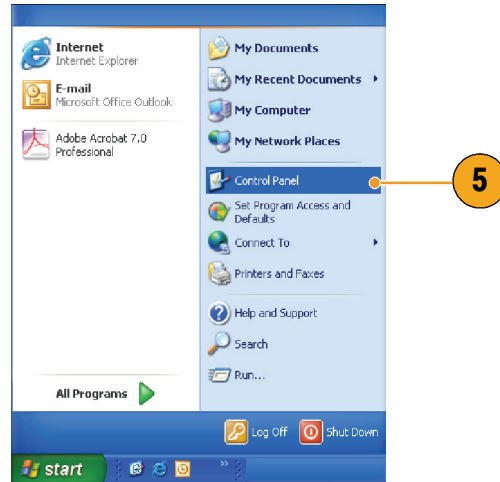 Internet
Internet Explorer
E-mail
Microsoft Office Outlook
Adobe Acrobat 7.0
Professional
All Programs
My Documents
My Recent Documents
My Computer
My Network Places
Control Panel
Set Program Access and
Defaults
Connect To
Printers and Faxes
Help and Support
Search
Run...
Log Off
Shut Down
start
5